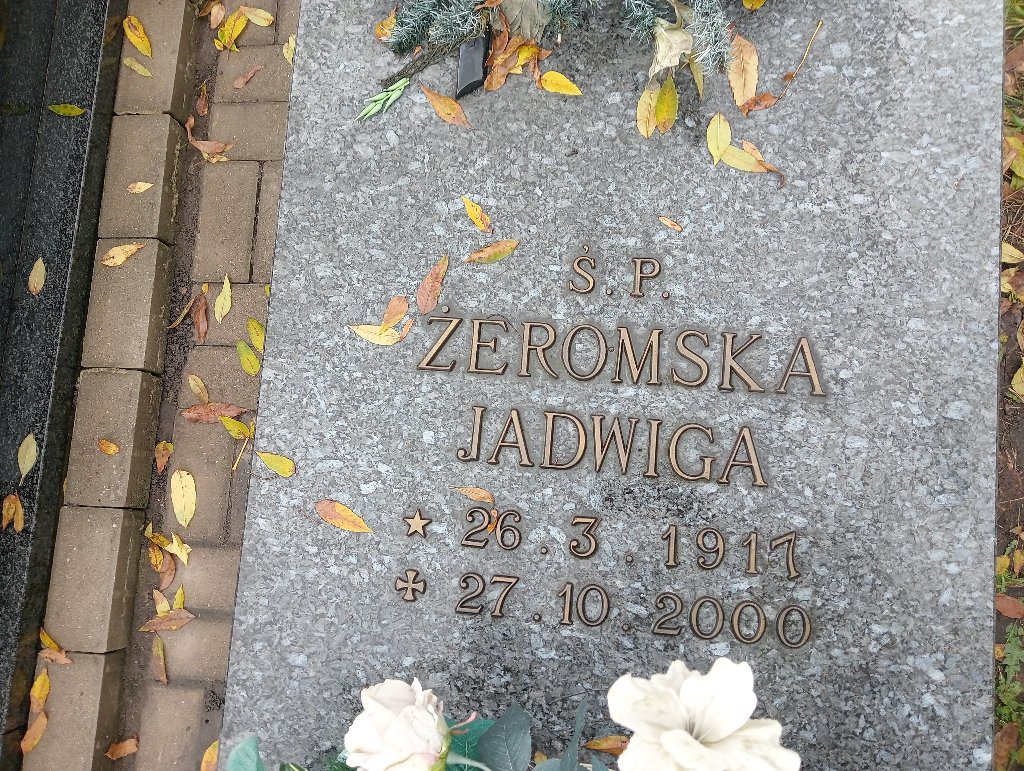 Ś. P.
ŻEROMSKA
JADWIGA
★ 26. 3. 1917
✠ 27. 10. 2000